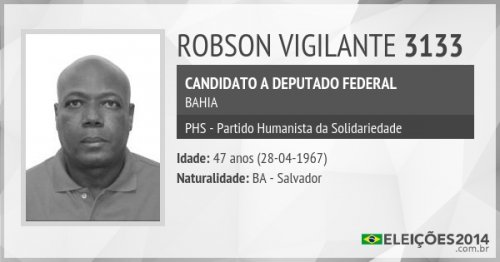 ROBSON VIGILANTE 3133
CANDIDATO A DEPUTADO FEDERAL
BAHIA
PHS - Partido Humanista da Solidariedade
Idade: 47 anos (28-04-1967)
Naturalidade: BA - Salvador
ELEIÇÕES2014
.com.br